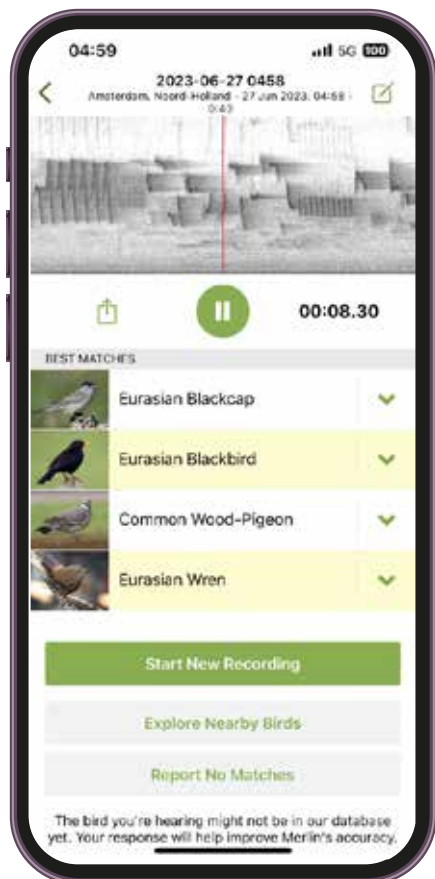 04:59
5G 100
2023-06-27 0458
Amsterdam, Noord-Holland - 27 Jun 2023, 04:58 -
0:43
00:08.30
BEST MATCHES
Eurasian Blackcap
Eurasian Blackbird
Common Wood-Pigeon
Eurasian Wren
Start New Recording
Explore Nearby Birds
Report No Matches
The bird you're hearing might not be in our database
yet. Your response will help improve Merlin's accuracy.